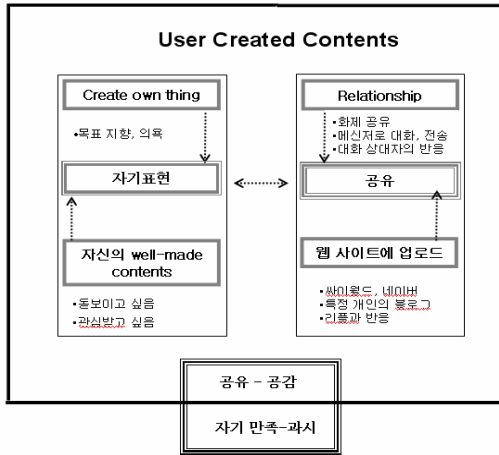 User Created Contents
Create own thing
•목표 지향, 의욕
자기표현
자신의 well-made
contents
•돋보이고 싶음
•관심받고 싶음
Relationship
•화제 공유
•메신저로 대화, 전송
•대화 상대자의 반응
공유
웹 사이트에 업로드
•싸이월드, 네이버
•특정 개인의 블로그
•리플과 반응
공유 - 공감
자기 만족-과시